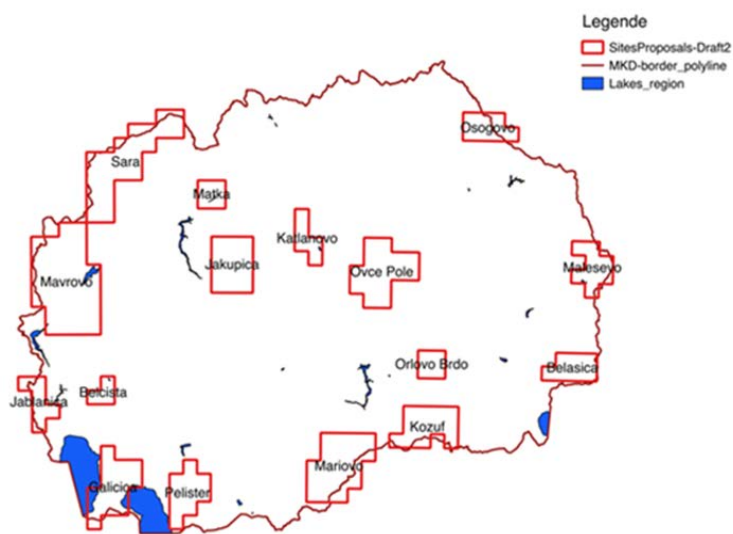 Legende
SitesProposals-Draft2
MKD-border_polyline
Lakes_region
Osogovo
Sara
Matka
Katlanovo
Jakupica
Ovce Pole
Malesevo
Mavrovo
Orlovo Brdo
Belasica
Belcista
Jablanica
Kozuf
Mariovo
Galicica
Pelister